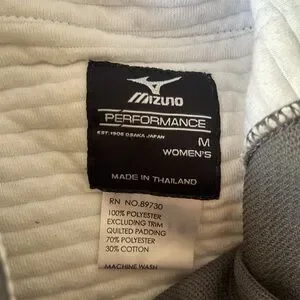 MIZUNO
PERFORMANCE
EST. 1906 OSAKA JAPAN
M
WOMEN'S
MADE IN THAILAND
RN NO.89730
100% POLYESTER
EXCLUDING TRIM
QUILTED PADDING
70% POLYESTER
30% COTTON
MACHINE WASH